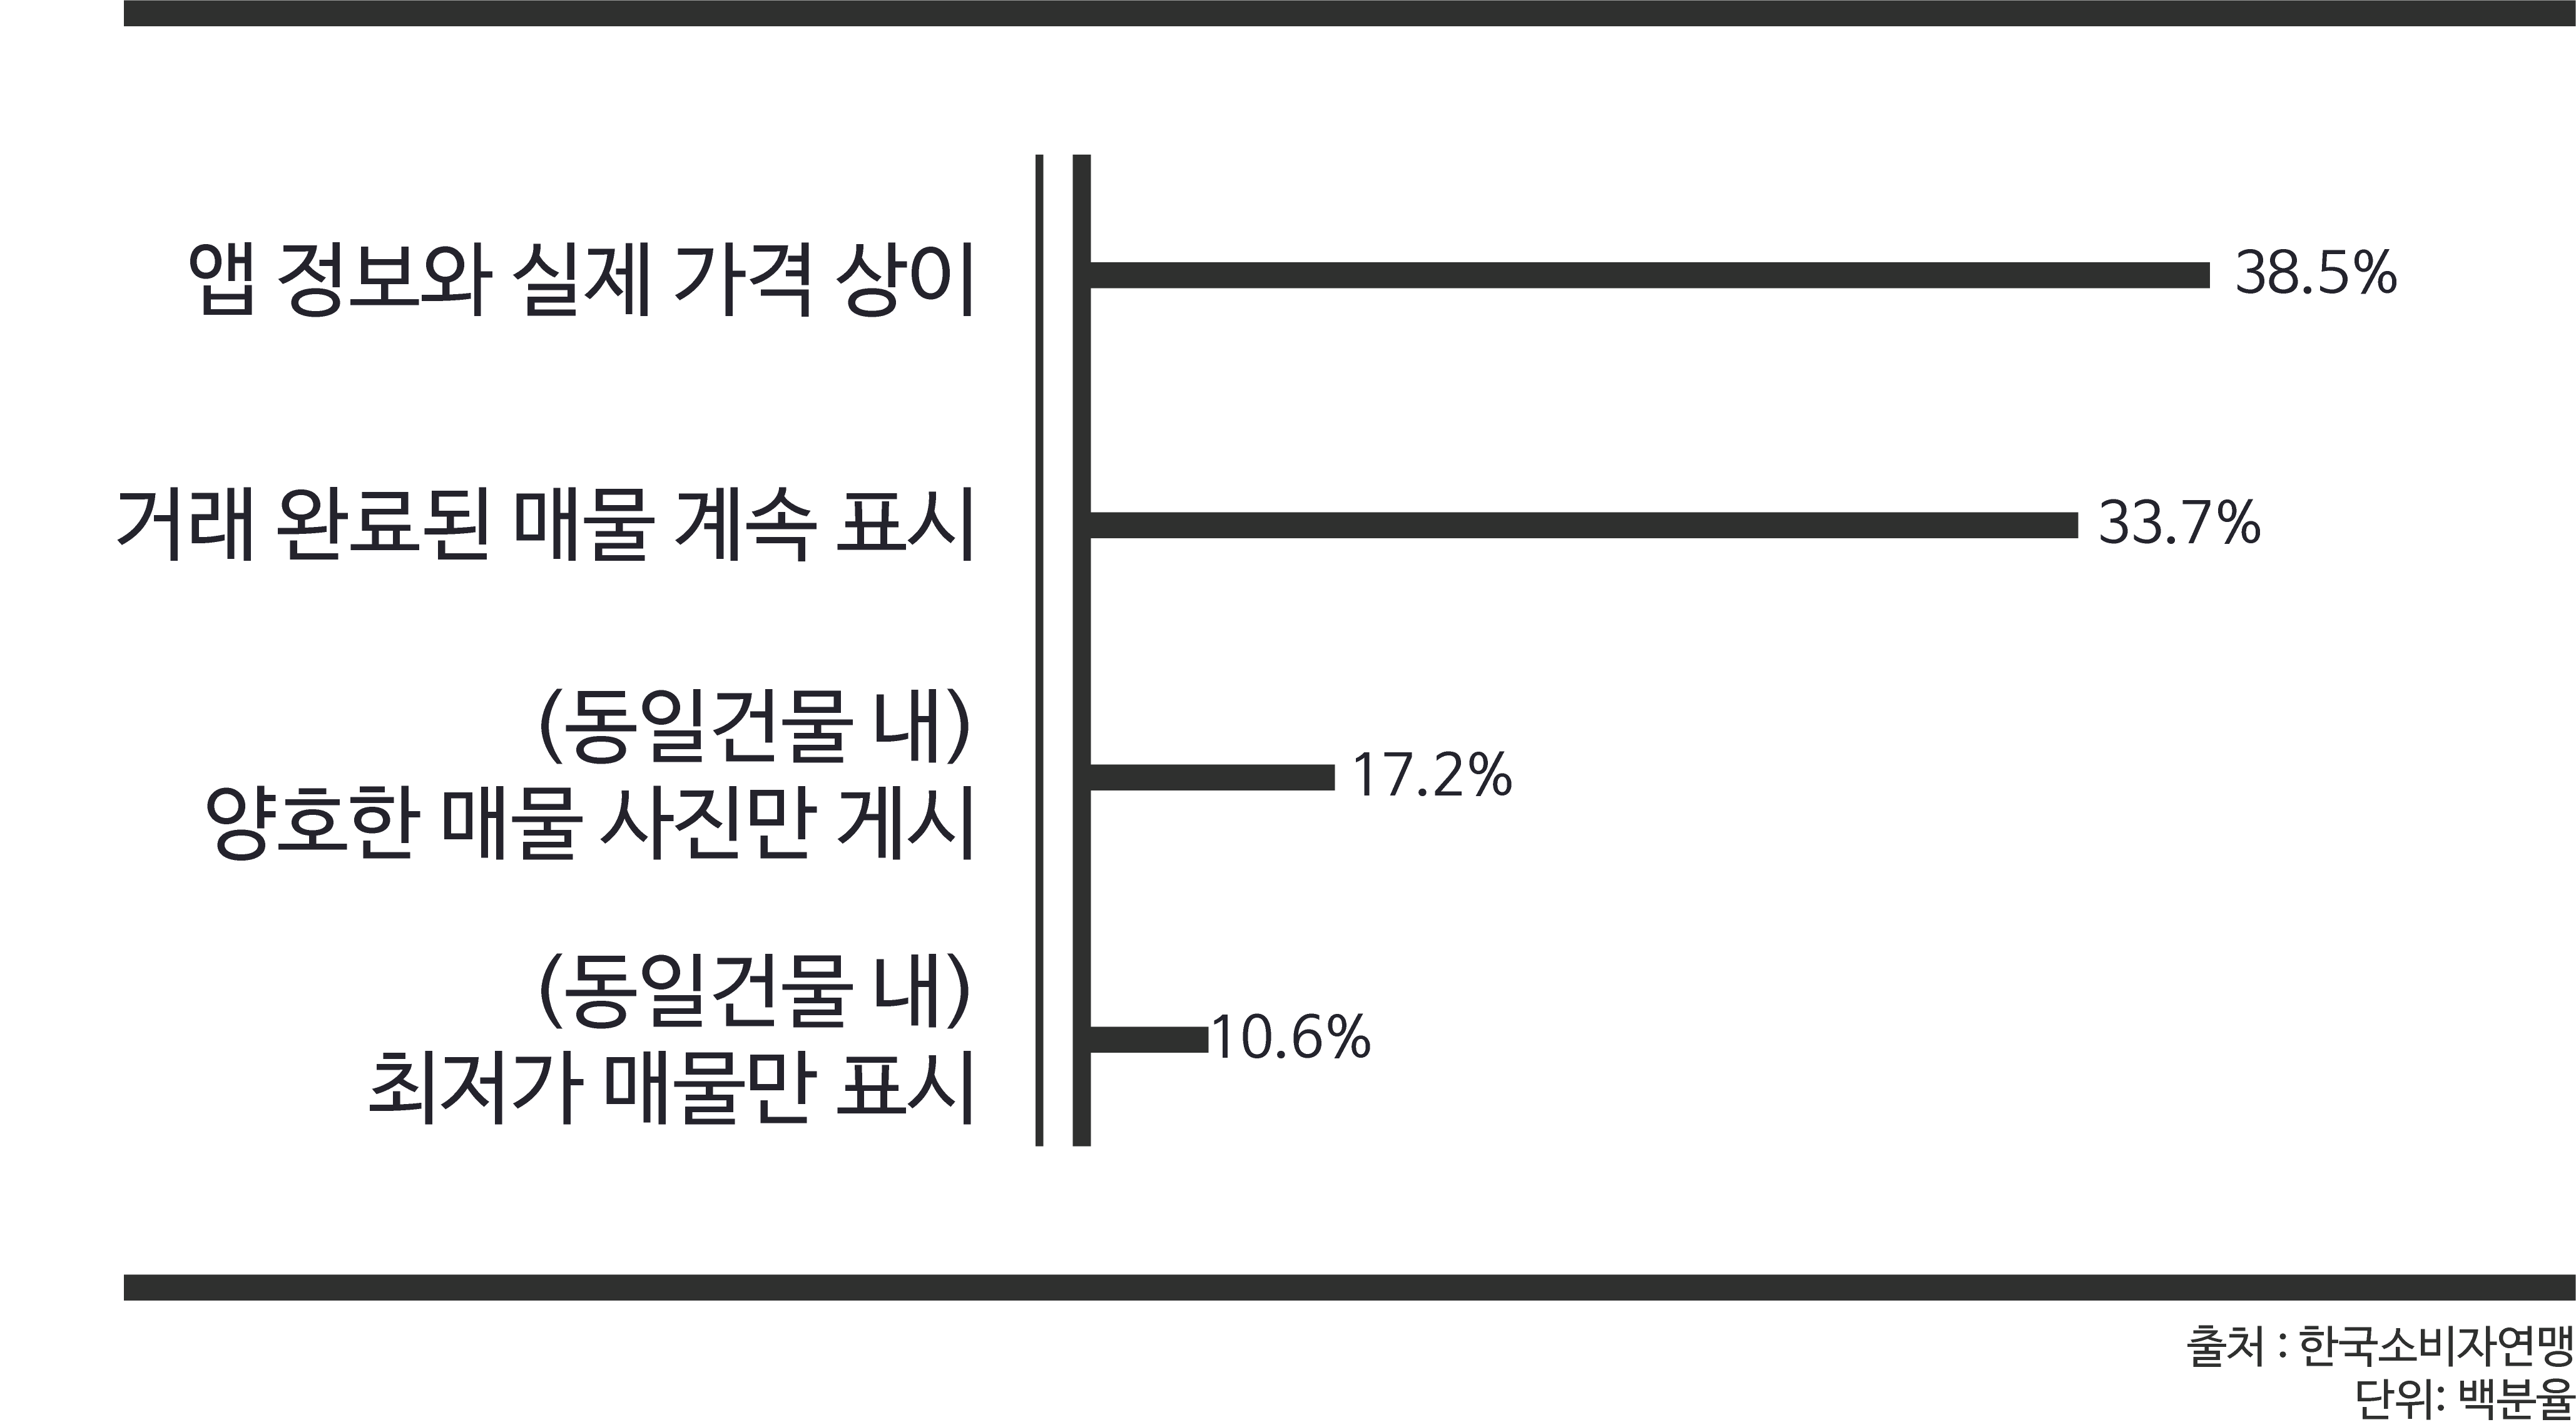 앱 정보와 실제 가격 상이
38.5%
거래 완료된 매물 계속 표시
33.7%
(동일건물 내)
양호한 매물 사진만 게시
17.2%
(동일건물 내)
최저가 매물만 표시
10.6%
출처 : 한국소비자연맹
단위: 백분율